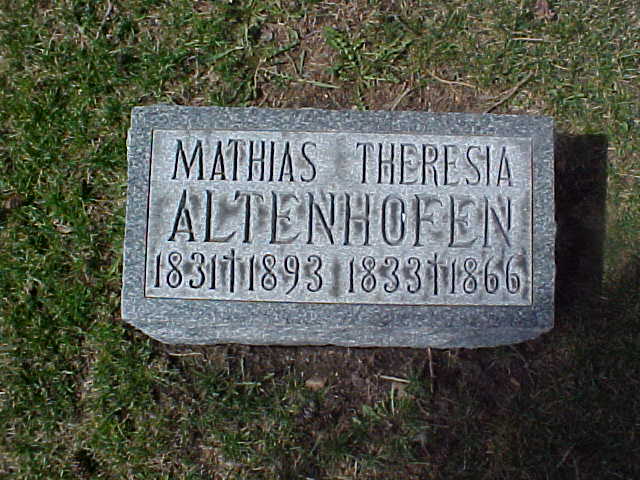 MATHIAS THERESIA
ALTENHOFEN
1831†1893 1833†1866